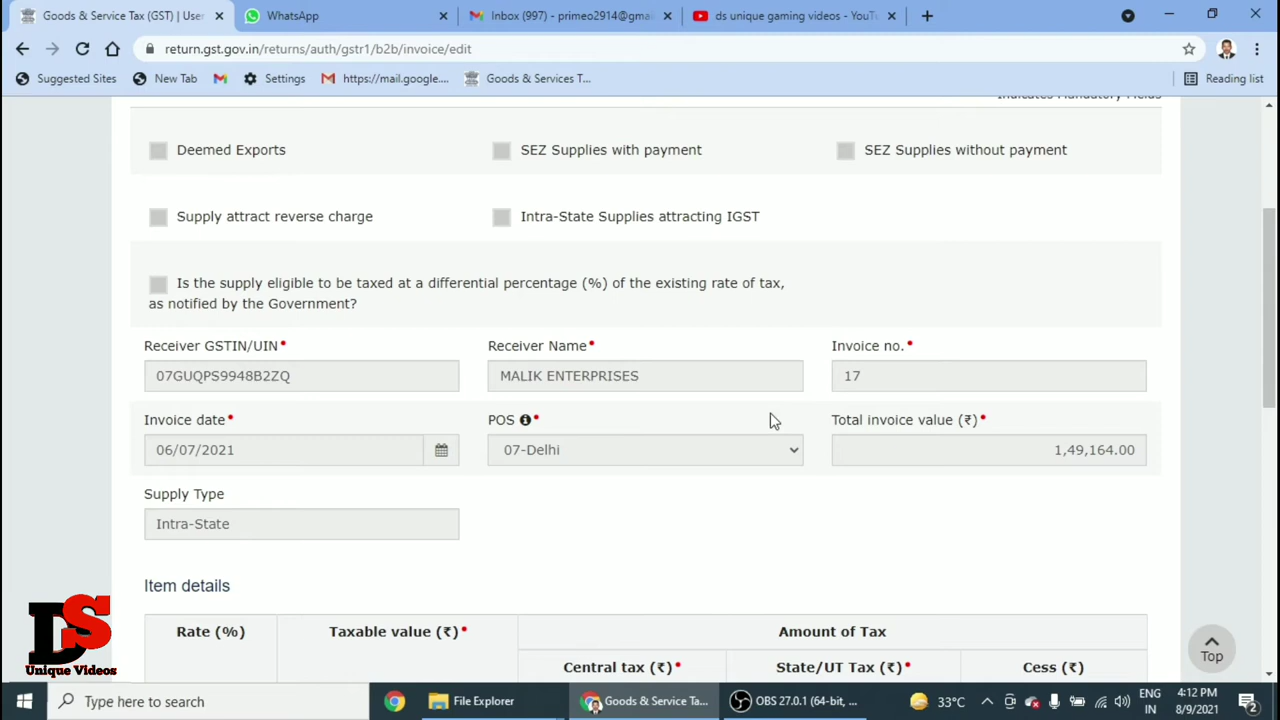 Goods & Service Tax (GST) | User
WhatsApp
Inbox (997) - primeo2914@gmai
ds unique gaming videos - YouTu
return.gst.gov.in/returns/auth/gstr1/b2b/invoice/edit
Suggested Sites
New Tab
Settings
https://mail.google....
Goods & Services T...
Reading list
Indicates Mandatory Fields
Deemed Exports
SEZ Supplies with payment
SEZ Supplies without payment
Supply attract reverse charge
Intra-State Supplies attracting IGST
Is the supply eligible to be taxed at a differential percentage (%) of the existing rate of tax,
as notified by the Government?
Receiver GSTIN/UIN•
Receiver Name•
Invoice no.•
07GUQPS9948B2ZQ
MALIK ENTERPRISES
17
Invoice date•
POS •
Total invoice value (₹)•
06/07/2021
07-Delhi
1,49,164.00
Supply Type
Intra-State
Item details
Rate (%)
Taxable value (₹)•
Amount of Tax
Central tax (₹)•
State/UT Tax (₹)•
Cess (₹)
Top
DS
Unique Videos
Type here to search
File Explorer
Goods & Service Ta...
OBS 27.0.1 (64-bit, ...
33°C
ENG
IN
4:12 PM
8/9/2021
2